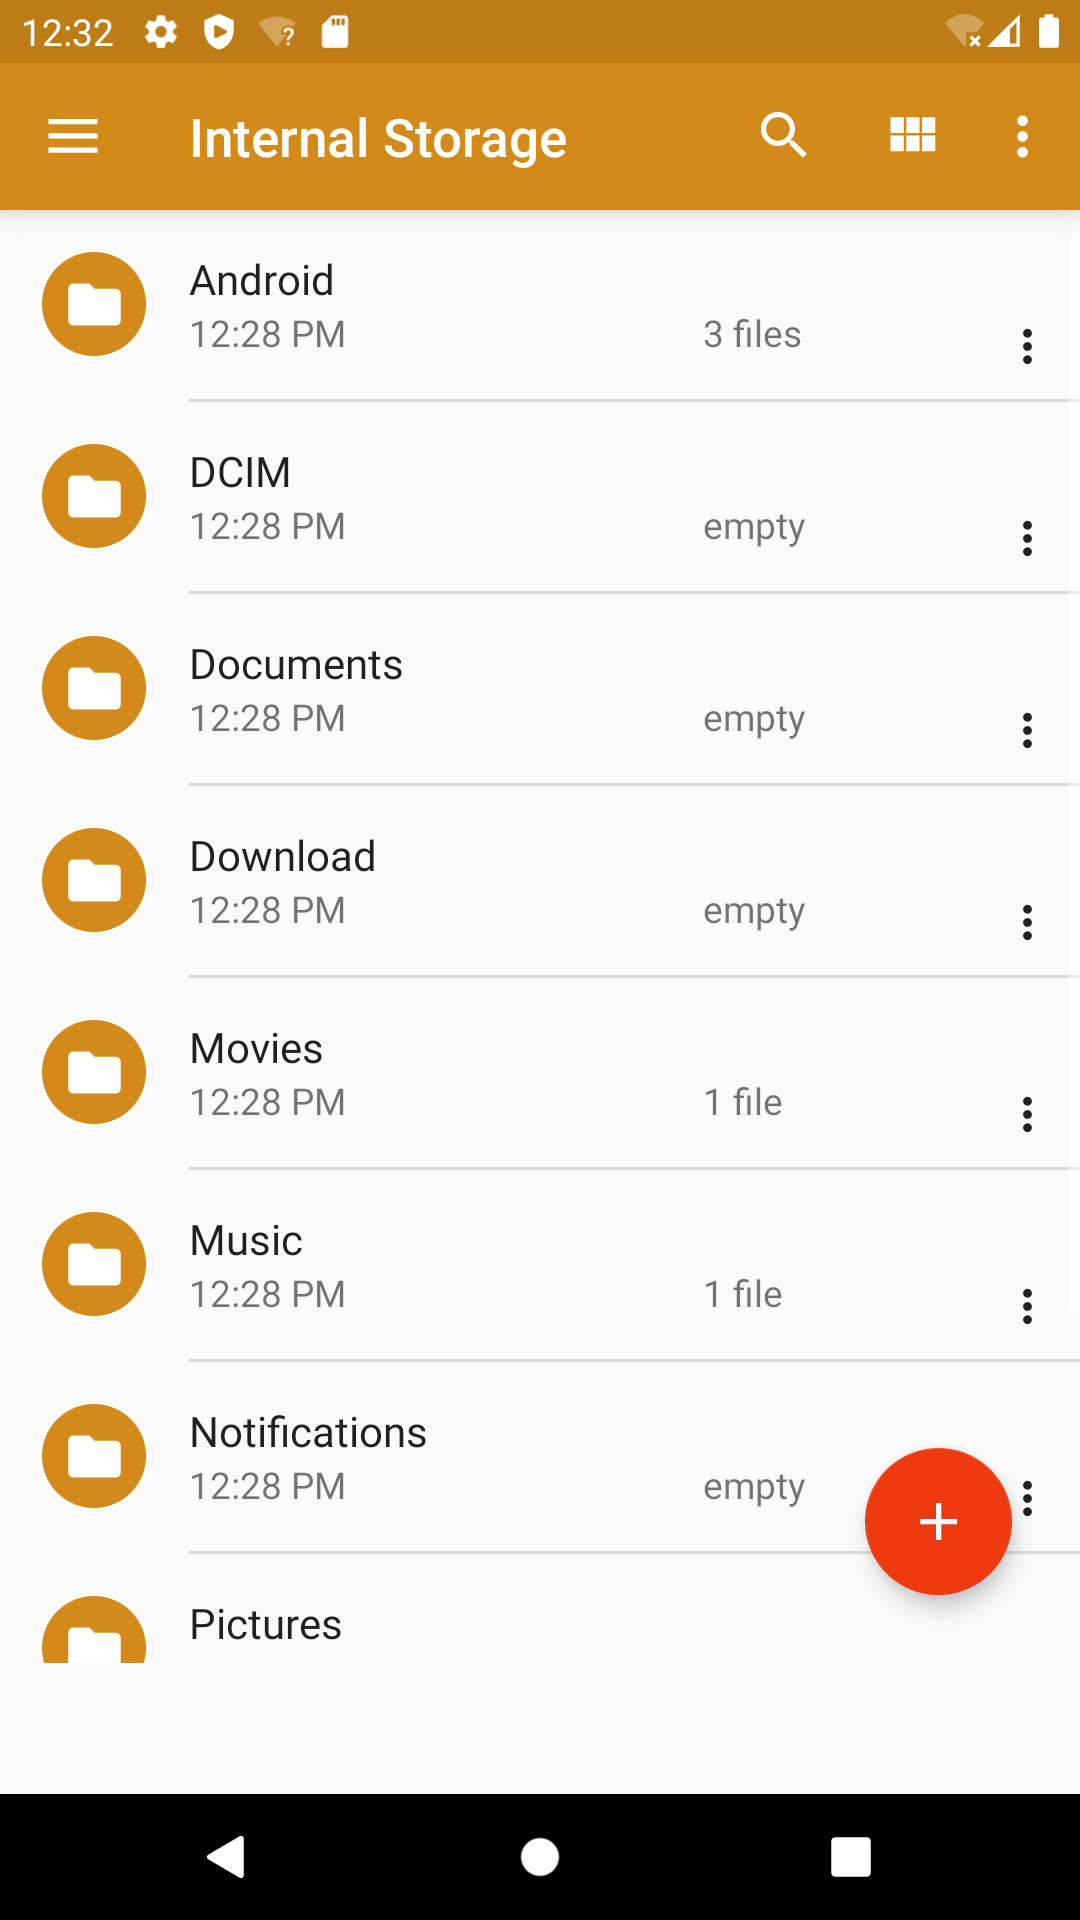 12:32
Internal Storage
Android
12:28 PM
3 files
DCIM
12:28 PM
empty
Documents
12:28 PM
empty
Download
12:28 PM
empty
Movies
12:28 PM
1 file
Music
12:28 PM
1 file
Notifications
12:28 PM
empty
Pictures